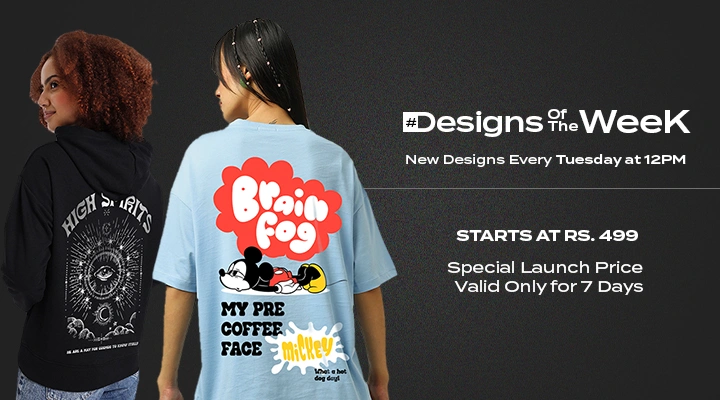 HIGH SPIRITS
Brain
Fog
MY PRE
COFFEE
FACE
MICKEY
What a hot
dog day!
#Designs Of The Week
New Designs Every Tuesday at 12PM
STARTS AT RS. 499
Special Launch Price
Valid Only for 7 Days